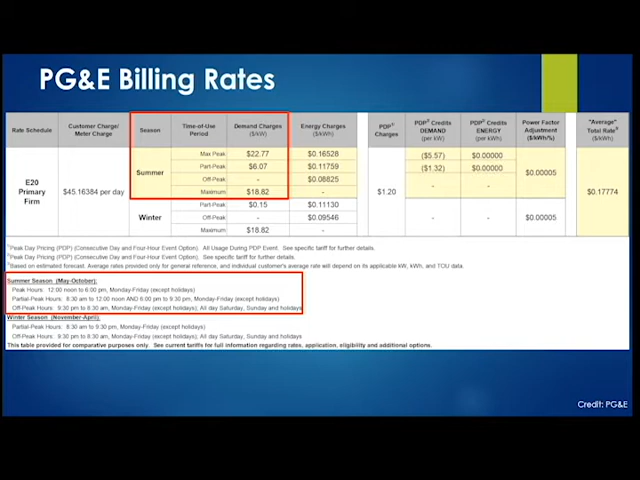 PG&E Billing Rates
Rate Schedule
Customer Charge/ Meter Charge
Season
Time-of-Use Period
Demand Charges ($/kW)
Energy Charges ($/kWh)
PDP¹ Charges
PDP² Credits DEMAND (per kW)
PDP² Credits ENERGY (per kWh)
Power Factor Adjustment ($/kWh/%)
"Average" Total Rate³ ($/kWh)
E20 Primary Firm
$45.16384 per day
Summer
Max Peak $22.77 $0.16528 ($5.57) $0.00000
Part-Peak $6.07 $0.11759 ($1.32) $0.00000
Off-Peak - $0.08825 - -
Maximum $18.82 -
$0.00005
Winter
Part-Peak $0.15 $0.11130
Off-Peak - $0.09546 - -
Maximum $18.82 -
$0.00005
$1.20
$0.17774
¹Peak Day Pricing (PDP) (Consecutive Day and Four-Hour Event Option). All Usage During PDP Event. See specific tariff for further details.
²Peak Day Pricing (PDP) (Consecutive Day and Four-Hour Event Option). See specific tariff for further details.
³Based on estimated forecast. Average rates provided only for general reference, and individual customer's average rate will depend on its applicable kW, kWh, and TOU data.
Summer Season (May-October):
Peak Hours: 12:00 noon to 6:00 pm, Monday-Friday (except holidays)
Partial-Peak Hours: 8:30 am to 12:00 noon AND 6:00 pm to 9:30 pm, Monday-Friday (except holidays)
Off-Peak Hours: 9:30 pm to 8:30 am, Monday-Friday (except holidays); All day Saturday, Sunday and holidays
Winter Season (November-April):
Partial-Peak Hours: 8:30 am to 9:30 pm, Monday-Friday (except holidays)
Off-Peak Hours: 9:30 pm to 8:30 am, Monday-Friday (except holidays); All day Saturday, Sunday and holidays
This table provided for comparative purposes only. See current tariffs for full information regarding rates, application, eligibility and additional options.
Credit: PG&E